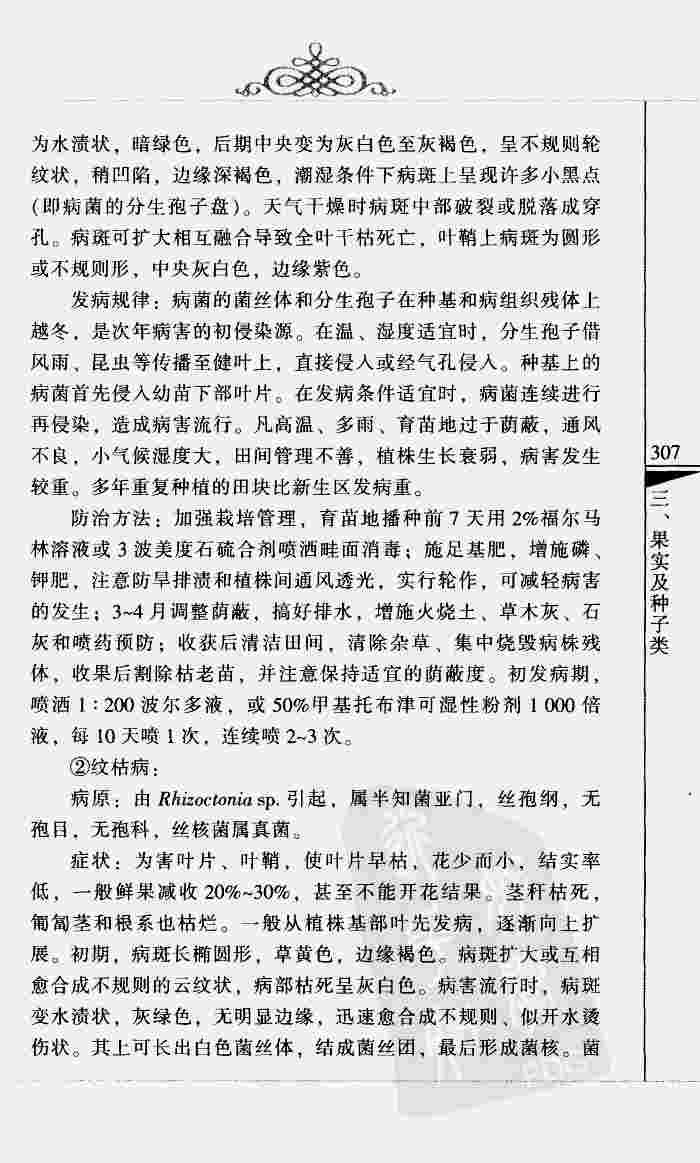 为水渍状，暗绿色，后期中央变为灰白色至灰褐色，呈不规则轮
纹状，稍凹陷，边缘深褐色，潮湿条件下病斑上呈现许多小黑点
(即病菌的分生孢子盘)。天气干燥时病斑中部破裂或脱落成穿
孔。病斑可扩大相互融合导致全叶干枯死亡，叶鞘上病斑为圆形
或不规则形，中央灰白色，边缘紫色。
发病规律：病菌的菌丝体和分生孢子在种基和病组织残体上
越冬，是次年病害的初侵染源。在温、湿度适宜时，分生孢子借
风雨、昆虫等传播至健叶上，直接侵入或经气孔侵入。种基上的
病菌首先侵入幼苗下部叶片。在发病条件适宜时，病菌连续进行
再侵染，造成病害流行。凡高温、多雨、育苗地过于荫蔽，通风
不良，小气候湿度大，田间管理不善，植株生长衰弱，病害发生
较重。多年重复种植的田块比新生区发病重。
防治方法：加强栽培管理，育苗地播种前 7 天用 2%福尔马
林溶液或 3 波美度石硫合剂喷洒畦面消毒；施足基肥，增施磷、
钾肥，注意防旱排渍和植株间通风透光，实行轮作，可减轻病害
的发生；3~4 月调整荫蔽，搞好排水，增施火烧土、草木灰、石
灰和喷药预防；收获后清洁田间，清除杂草、集中烧毁病株残
体，收果后割除枯老苗，并注意保持适宜的荫蔽度。初发病期，
喷洒 1∶200 波尔多液，或 50%甲基托布津可湿性粉剂 1 000 倍
液，每 10 天喷 1 次，连续喷 2~3 次。
②纹枯病：
病原：由 Rhizoctonia sp. 引起，属半知菌亚门，丝孢纲，无
孢目，无孢科，丝核菌属真菌。
症状：为害叶片、叶鞘，使叶片早枯，花少而小，结实率
低，一般鲜果减收 20%~30%，甚至不能开花结果。茎秆枯死，
匍匐茎和根系也枯烂。一般从植株基部叶先发病，逐渐向上扩
展。初期，病斑长椭圆形，草黄色，边缘褐色。病斑扩大或互相
愈合成不规则的云纹状，病部枯死呈灰白色。病害流行时，病斑
变水渍状，灰绿色，无明显边缘，迅速愈合成不规则、似开水烫
伤状。其上可长出白色菌丝体，结成菌丝团，最后形成菌核。菌
307
三、果实及种子类